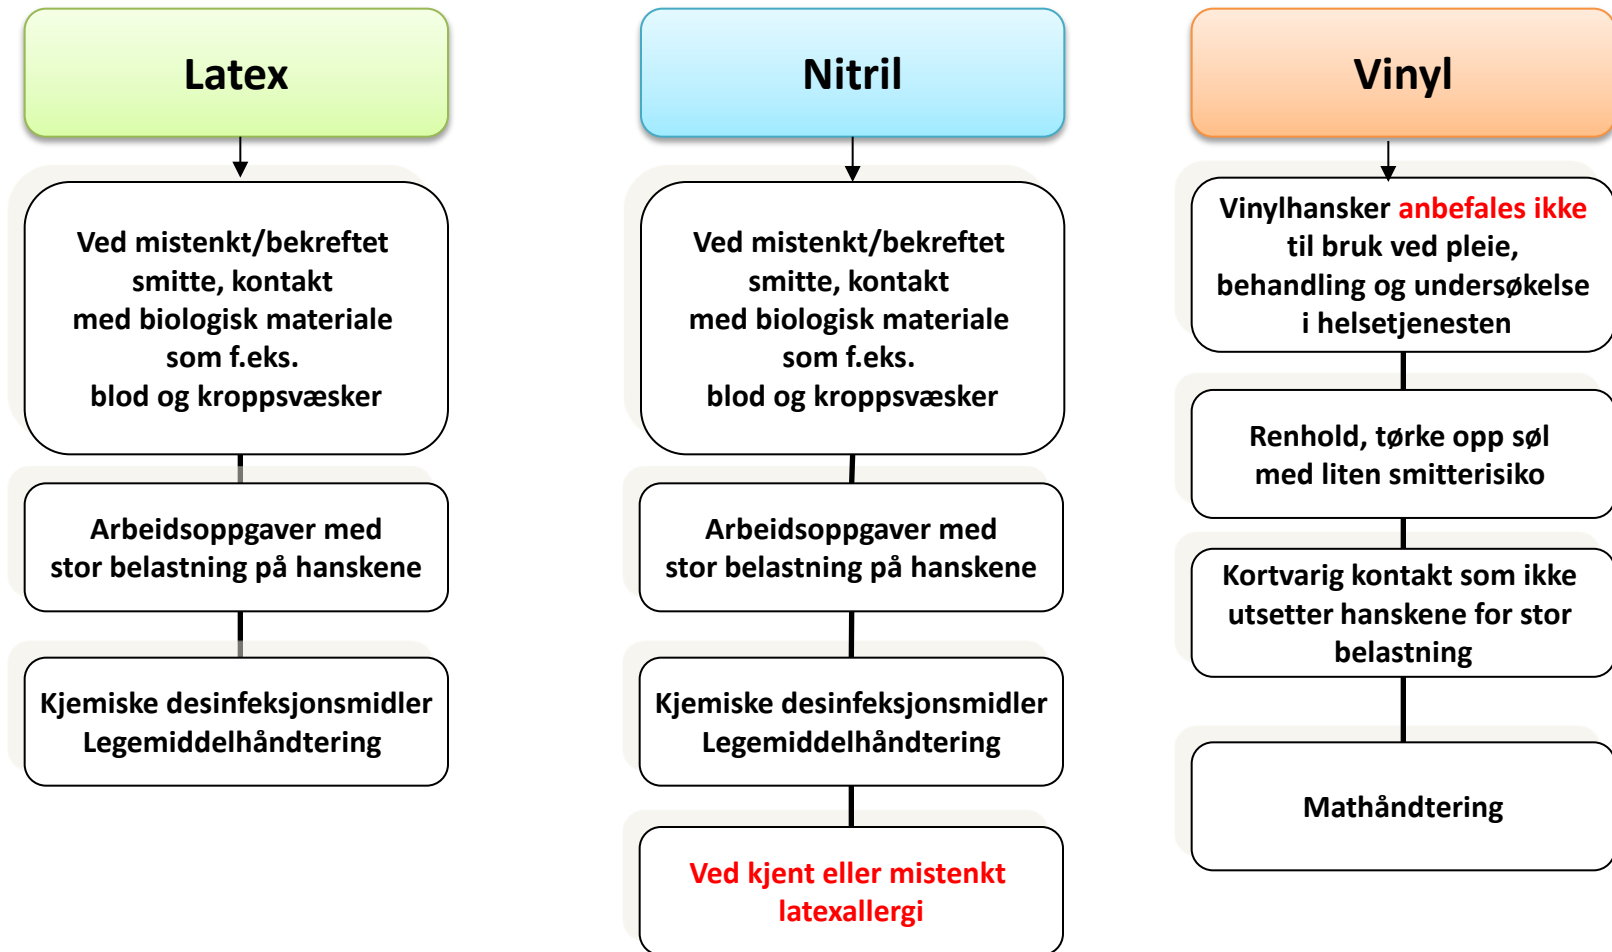 Latex
Ved mistenkt/bekreftet
smitte, kontakt
med biologisk materiale
som f.eks.
blod og kroppsvæsker
Arbeidsoppgaver med
stor belastning på hanskene
Kjemiske desinfeksjonsmidler
Legemiddelhåndtering
Nitril
Ved mistenkt/bekreftet
smitte, kontakt
med biologisk materiale
som f.eks.
blod og kroppsvæsker
Arbeidsoppgaver med
stor belastning på hanskene
Kjemiske desinfeksjonsmidler
Legemiddelhåndtering
Ved kjent eller mistenkt
latexallergi
Vinyl
Vinylhansker anbefales ikke
til bruk ved pleie,
behandling og undersøkelse
i helsetjenesten
Renhold, tørke opp søl
med liten smitterisiko
Kortvarig kontakt som ikke
utsetter hanskene for stor
belastning
Mathåndtering